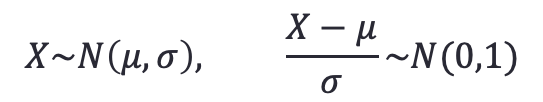 X~N(μ, σ), (X − μ)/σ ~N(0,1)